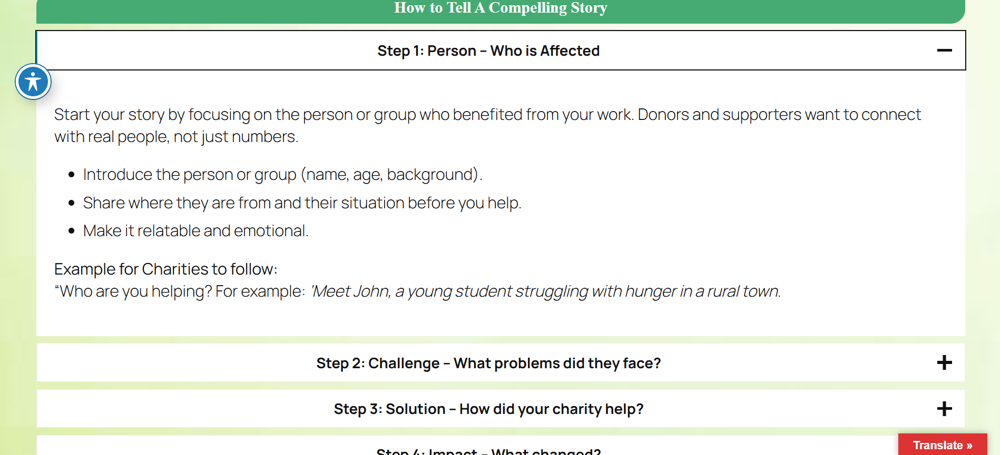 How to Tell A Compelling Story
Step 1: Person – Who is Affected
Start your story by focusing on the person or group who benefited from your work. Donors and supporters want to connect
with real people, not just numbers.
Introduce the person or group (name, age, background).
Share where they are from and their situation before you help.
Make it relatable and emotional.
Example for Charities to follow:
“Who are you helping? For example: ‘Meet John, a young student struggling with hunger in a rural town.
Step 2: Challenge – What problems did they face?
Step 3: Solution – How did your charity help?
Step 4: Impact – What changed?
Translate »